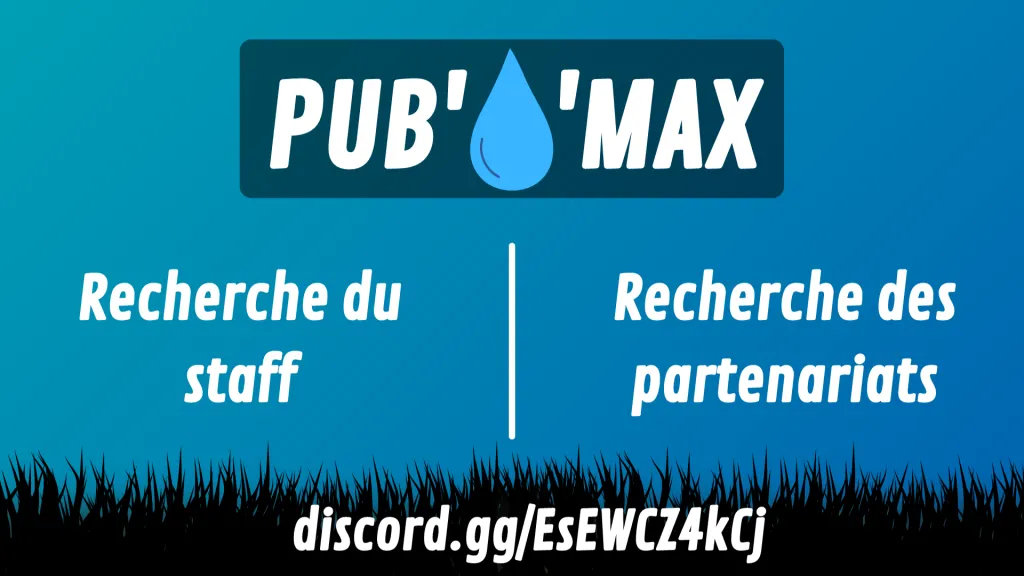 PUB' 'MAX
Recherche du
staff
Recherche des
partenariats
discord.gg/EsEWCZ4kCj